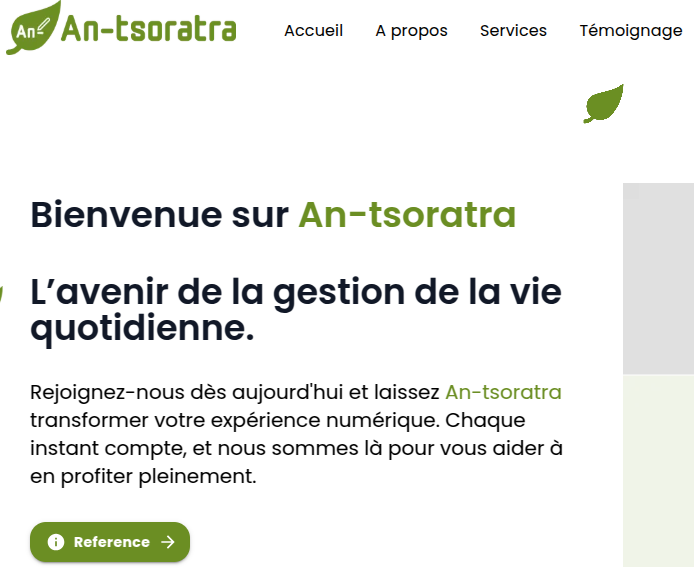 An An-tsoratra Accueil A propos Services Témoignage
Bienvenue sur An-tsoratra
L’avenir de la gestion de la vie
quotidienne.
Rejoignez-nous dès aujourd'hui et laissez An-tsoratra
transformer votre expérience numérique. Chaque
instant compte, et nous sommes là pour vous aider à
en profiter pleinement.
Reference